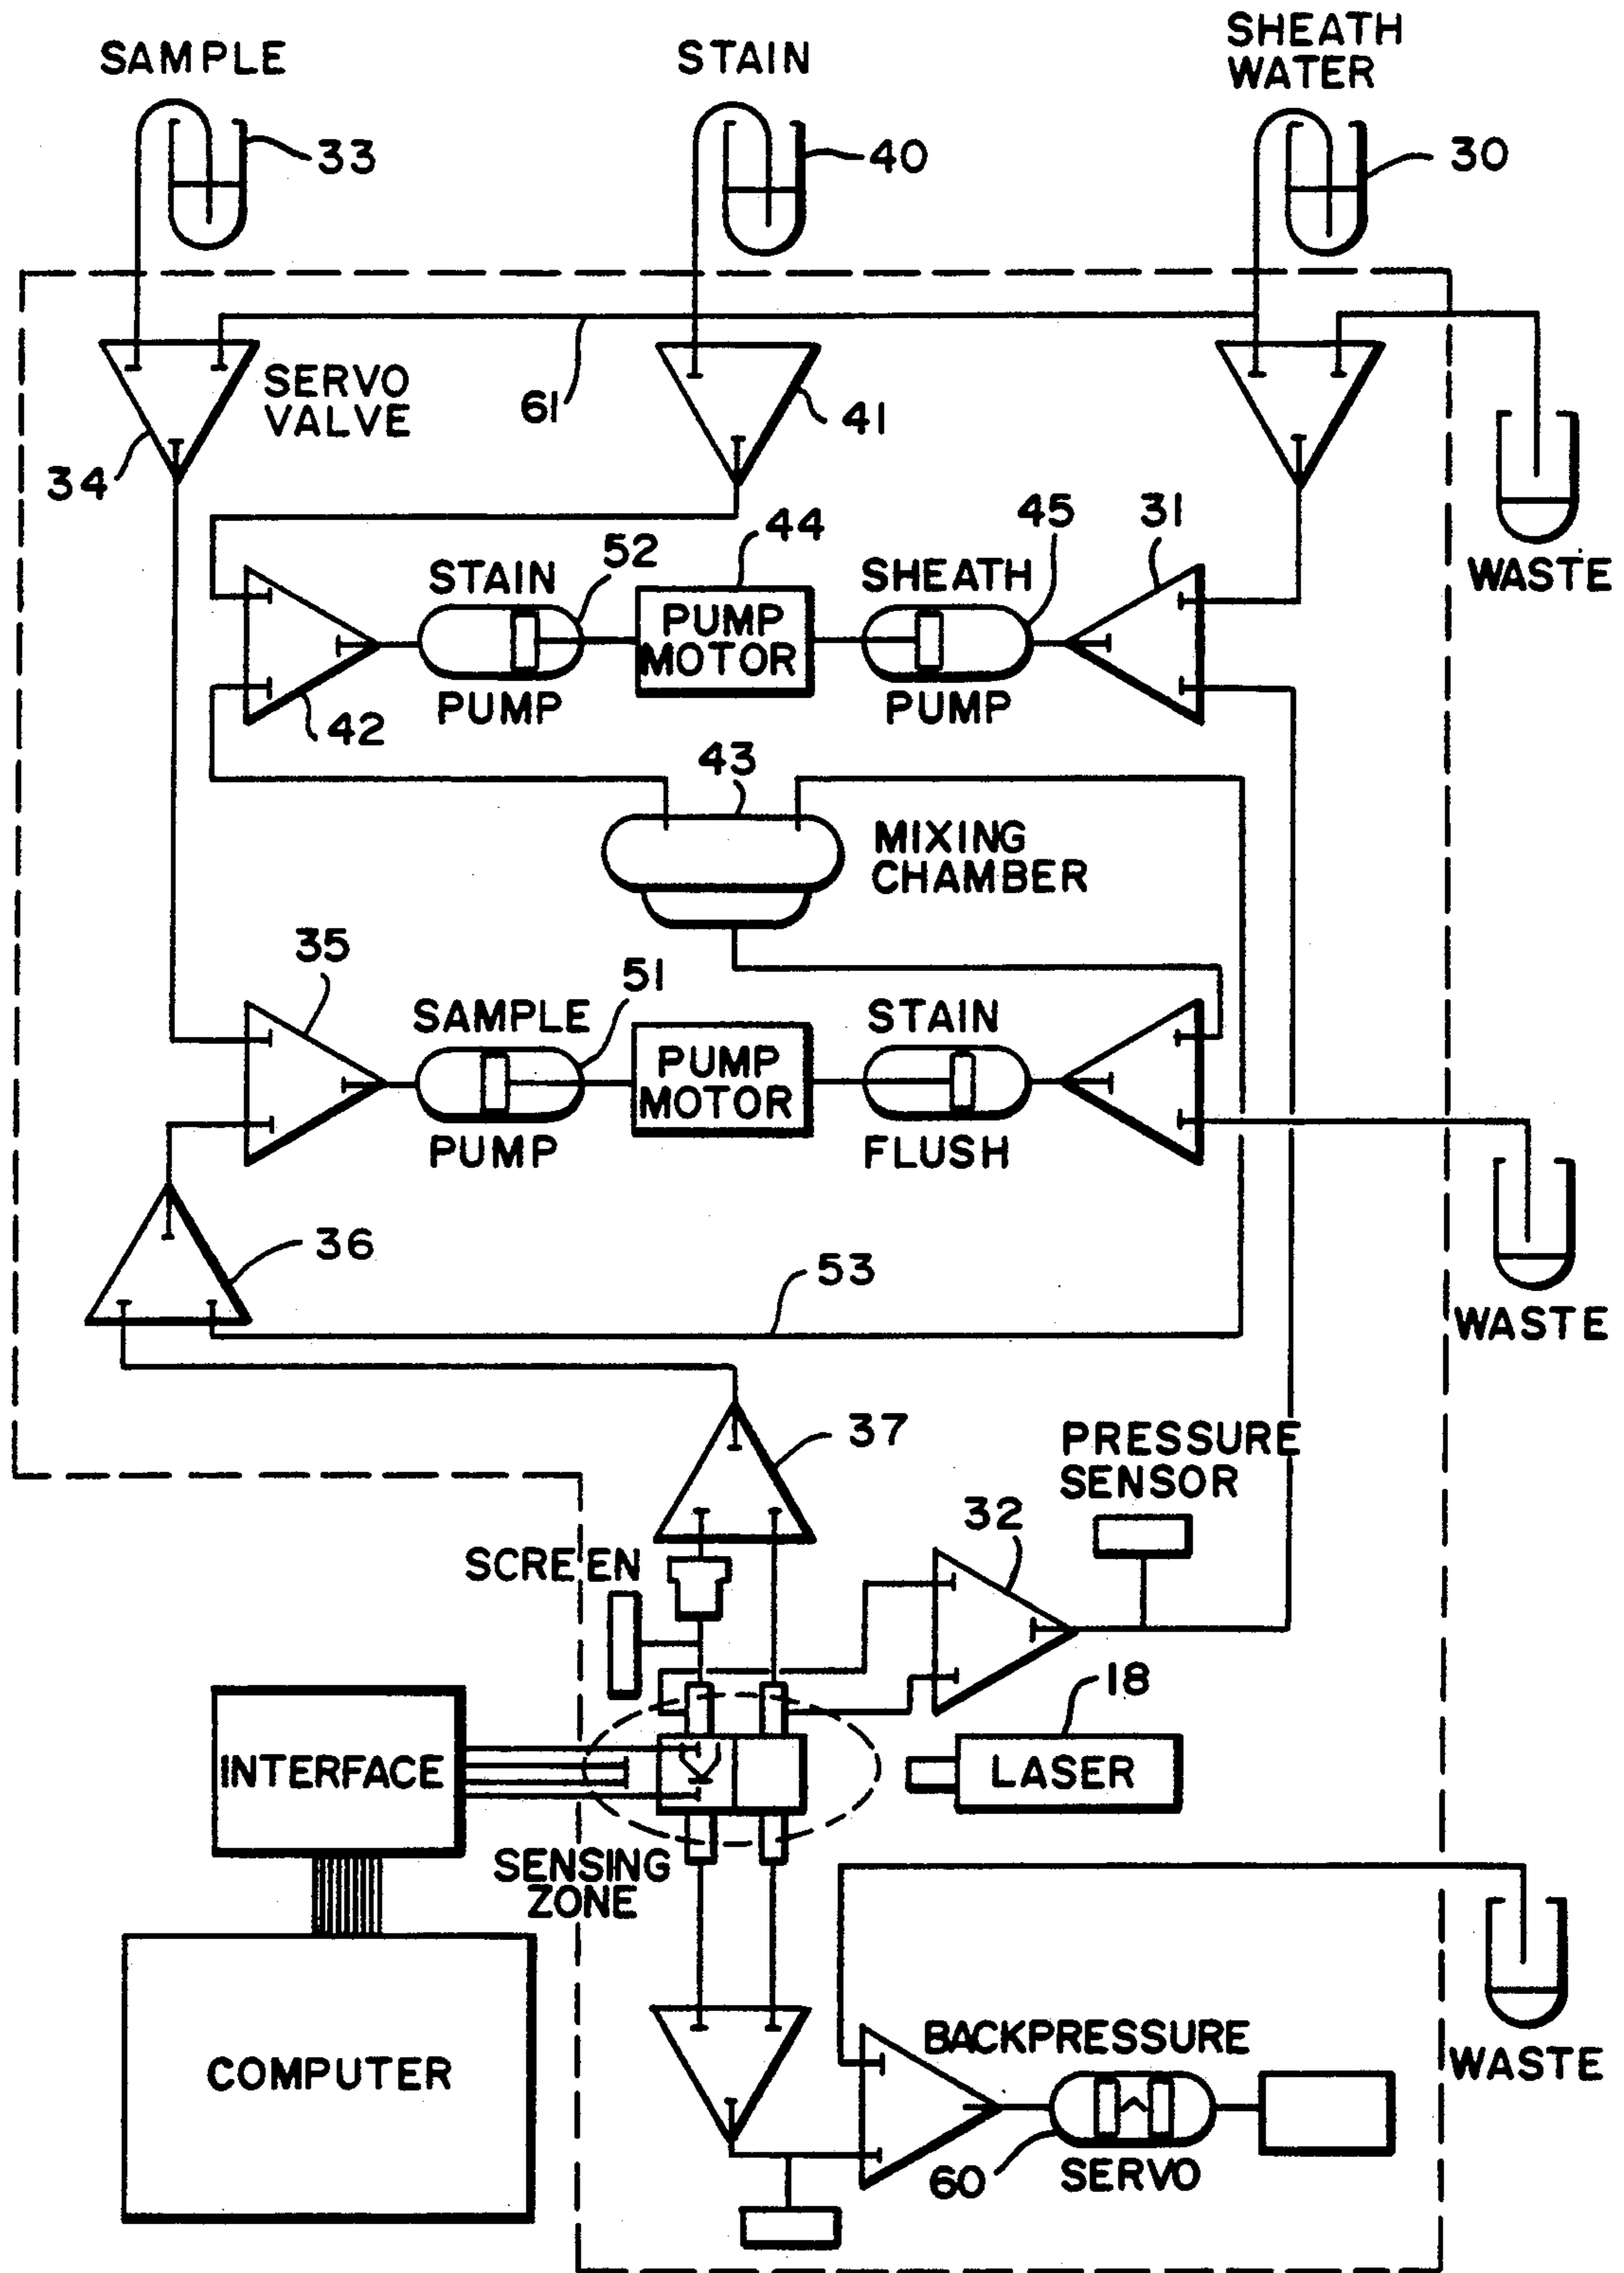 SAMPLE
STAIN
SHEATH
WATER
33
40
30
SERVO
VALVE
34
61
41
WASTE
STAIN
52
PUMP
42
44
PUMP
MOTOR
SHEATH
45
PUMP
31
43
MIXING
CHAMBER
35
SAMPLE
51
PUMP
PUMP
MOTOR
STAIN
FLUSH
WASTE
36
53
37
PRESSURE
SENSOR
32
SCREEN
18
LASER
INTERFACE
SENSING
ZONE
COMPUTER
BACKPRESSURE
60
SERVO
WASTE